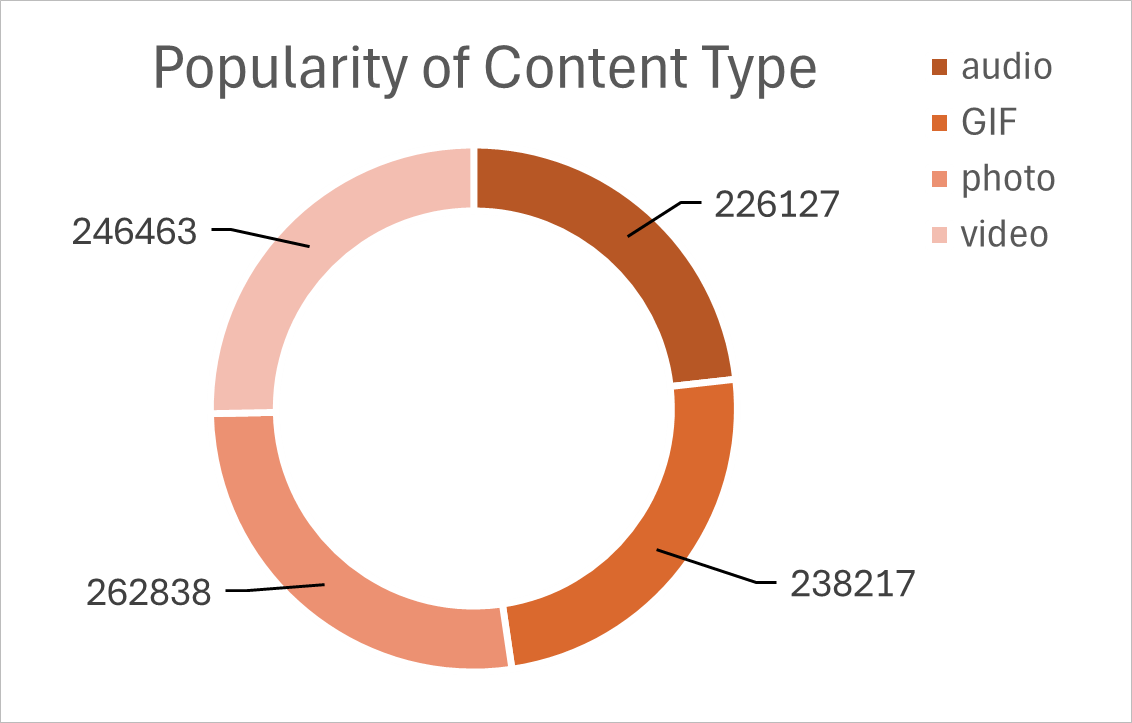 Popularity of Content Type
audio
GIF
photo
video
226127
246463
238217
262838